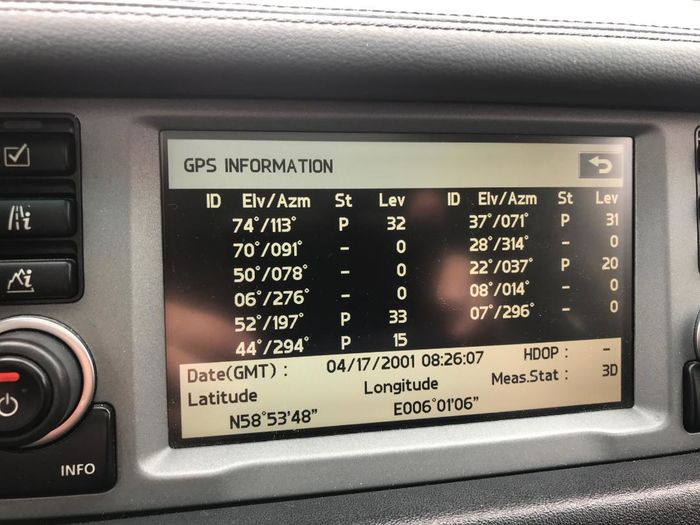 GPS INFORMATION
ID Elv/Azm St Lev ID Elv/Azm St Lev
74°/113° P 32 37°/071° P 31
70°/091° - 0 28°/314° - 0
50°/078° - 0 22°/037° P 20
06°/276° - 0 08°/014° - 0
52°/197° P 33 07°/296° - 0
44°/294° P 15
Date(GMT) : 04/17/2001 08:26:07 HDOP : -
Latitude Longitude Meas.Stat : 3D
N58°53'48" E006°01'06"
INFO